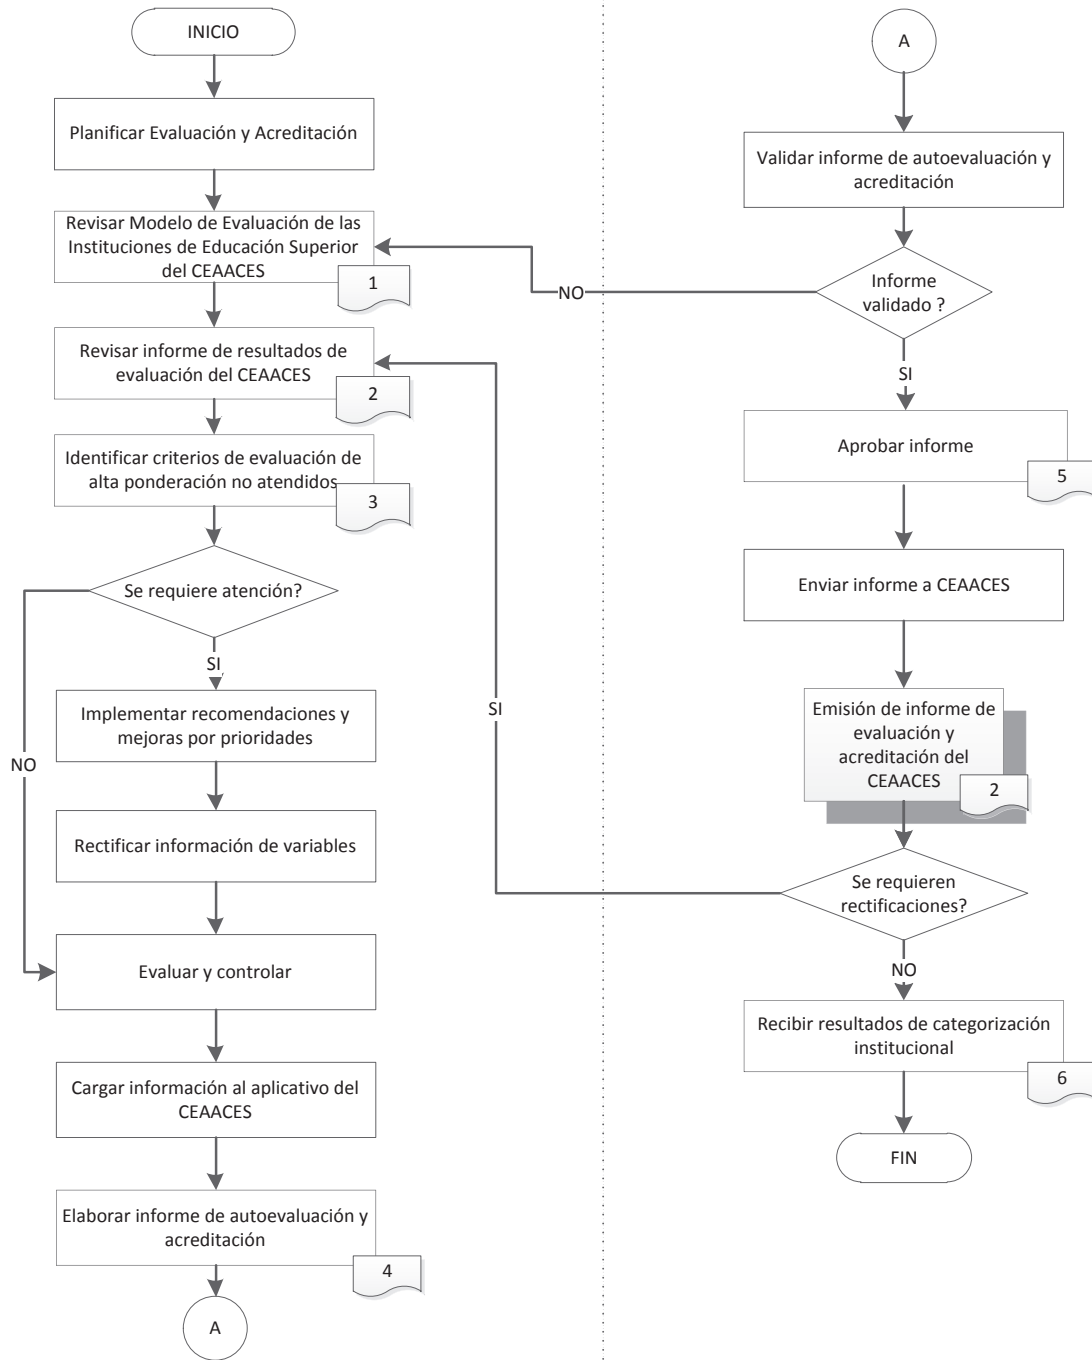 INICIO
Planificar Evaluación y Acreditación
Revisar Modelo de Evaluación de las
Instituciones de Educación Superior
del CEAACES
1
Revisar informe de resultados de
evaluación del CEAACES
2
Identificar criterios de evaluación de
alta ponderación no atendidos
3
Se requiere atención?
SI
NO
Implementar recomendaciones y
mejoras por prioridades
Rectificar información de variables
Evaluar y controlar
Cargar información al aplicativo del
CEAACES
Elaborar informe de autoevaluación y
acreditación
4
A
A
Validar informe de autoevaluación y
acreditación
Informe
validado ?
NO
SI
Aprobar informe
5
Enviar informe a CEAACES
Emisión de informe de
evaluación y
acreditación del
CEAACES
2
Se requieren
rectificaciones?
SI
NO
Recibir resultados de categorización
institucional
6
FIN